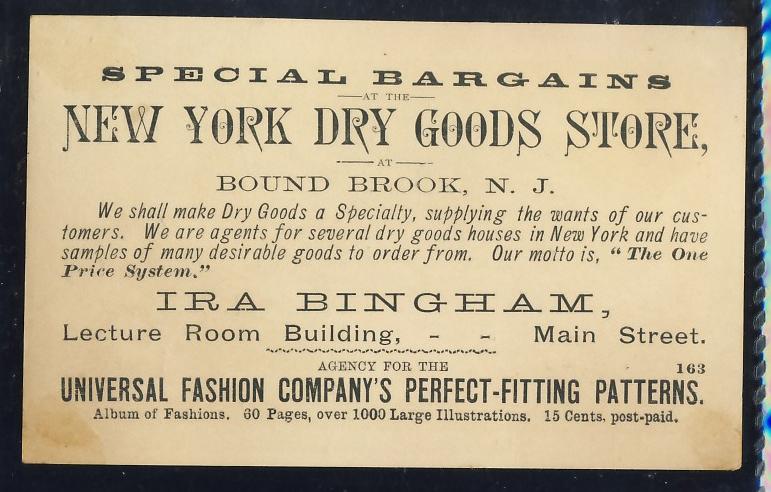 SPECIAL BARGAINS
AT THE
NEW YORK DRY GOODS STORE,
AT
BOUND BROOK, N. J.
We shall make Dry Goods a Specialty, supplying the wants of our cus-
tomers. We are agents for several dry goods houses in New York and have
samples of many desirable goods to order from. Our motto is, “The One
Price System.”
IRA BINGHAM,
Lecture Room Building, - - Main Street.
AGENCY FOR THE 163
UNIVERSAL FASHION COMPANY'S PERFECT-FITTING PATTERNS.
Album of Fashions. 60 Pages, over 1000 Large Illustrations. 15 Cents, post-paid.